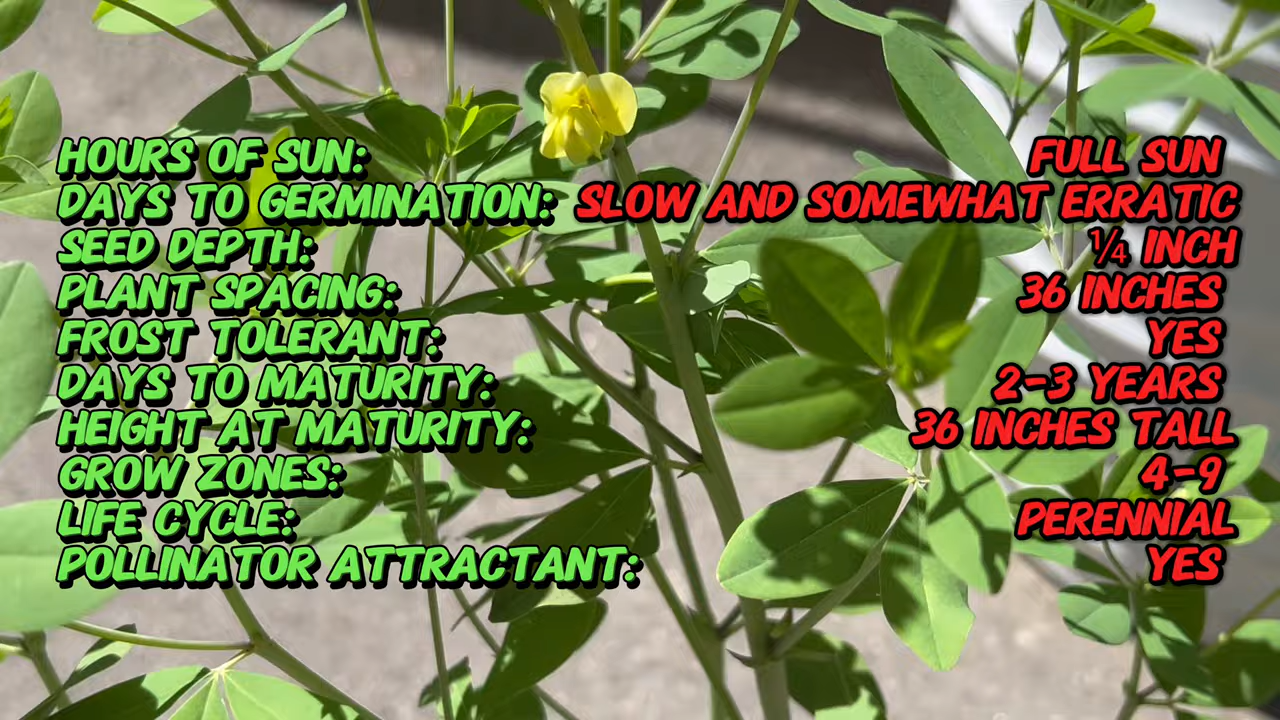 HOURS OF SUN: FULL SUN
DAYS TO GERMINATION: SLOW AND SOMEWHAT ERRATIC
SEED DEPTH: ¼ INCH
PLANT SPACING: 36 INCHES
FROST TOLERANT: YES
DAYS TO MATURITY: 2-3 YEARS
HEIGHT AT MATURITY: 36 INCHES TALL
GROW ZONES: 4-9
LIFE CYCLE: PERENNIAL
POLLINATOR ATTRACTANT: YES